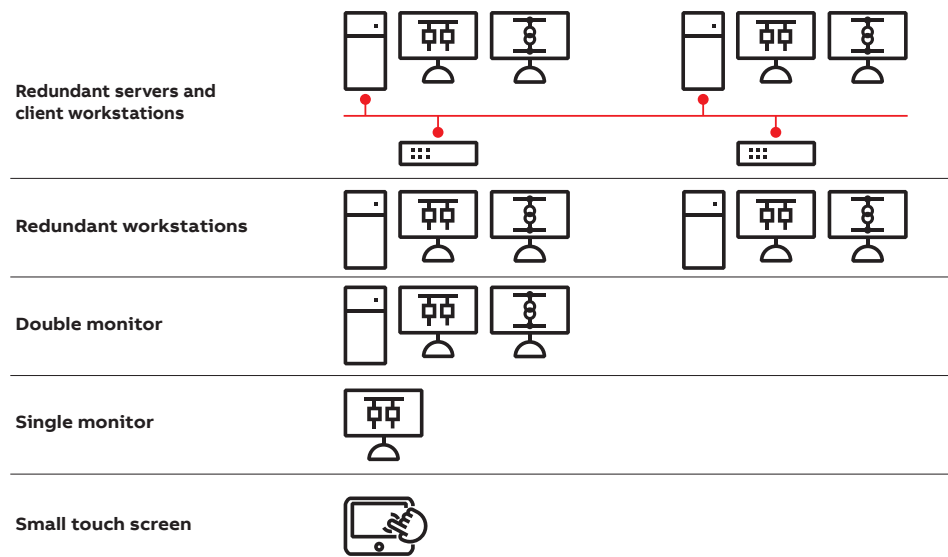 Redundant servers and
client workstations
Redundant workstations
Double monitor
Single monitor
Small touch screen